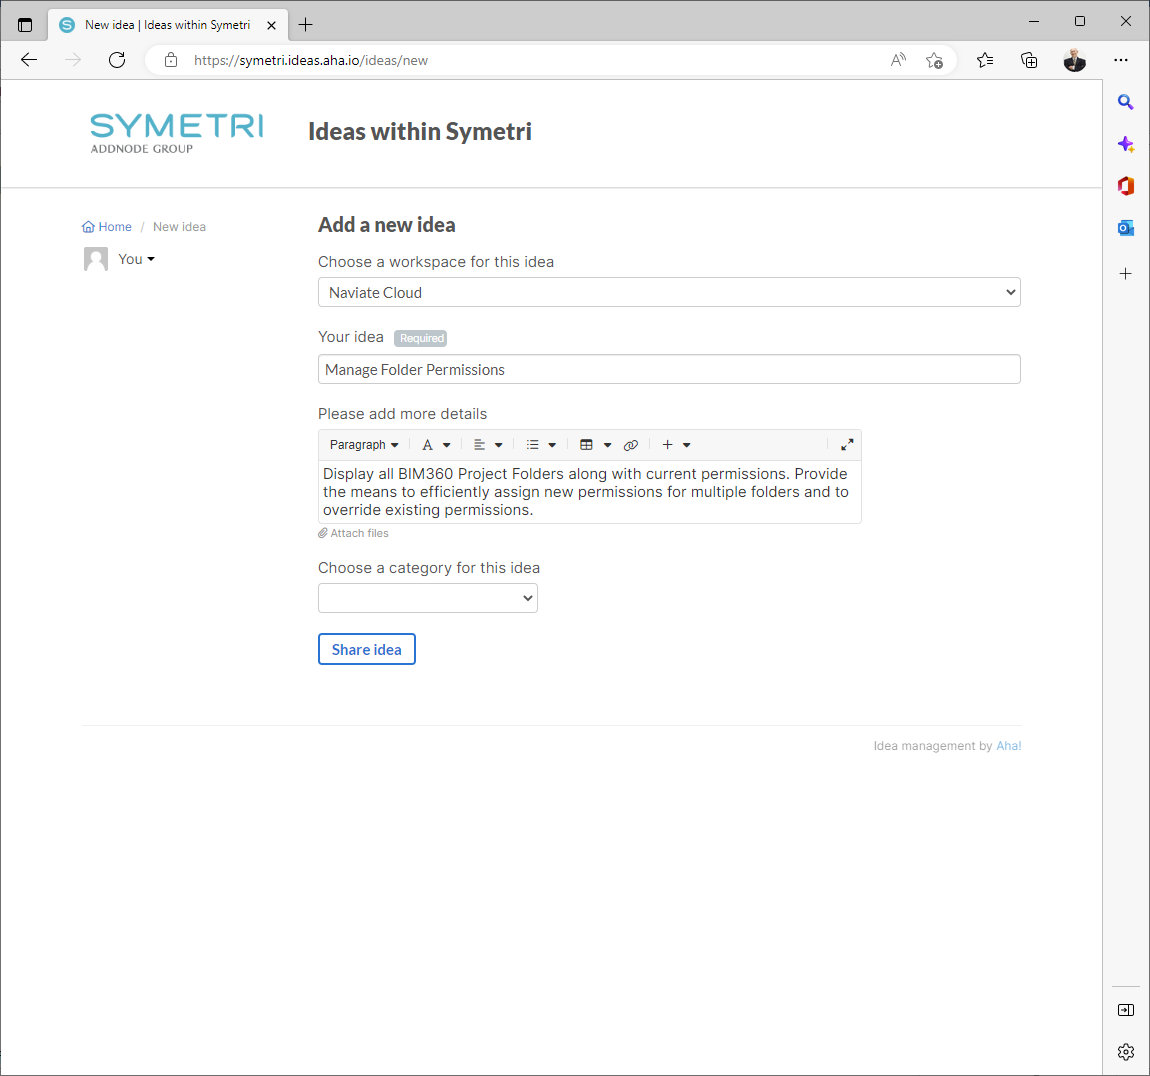 New idea | Ideas within Symetri
https://symetri.ideas.aha.io/ideas/new
SYMETRI
ADDNODE GROUP
Ideas within Symetri
Home / New idea
You
Add a new idea
Choose a workspace for this idea
Naviate Cloud
Your idea Required
Manage Folder Permissions
Please add more details
Paragraph A
Display all BIM360 Project Folders along with current permissions. Provide
the means to efficiently assign new permissions for multiple folders and to
override existing permissions.
Attach files
Choose a category for this idea
Share idea
Idea management by Aha!